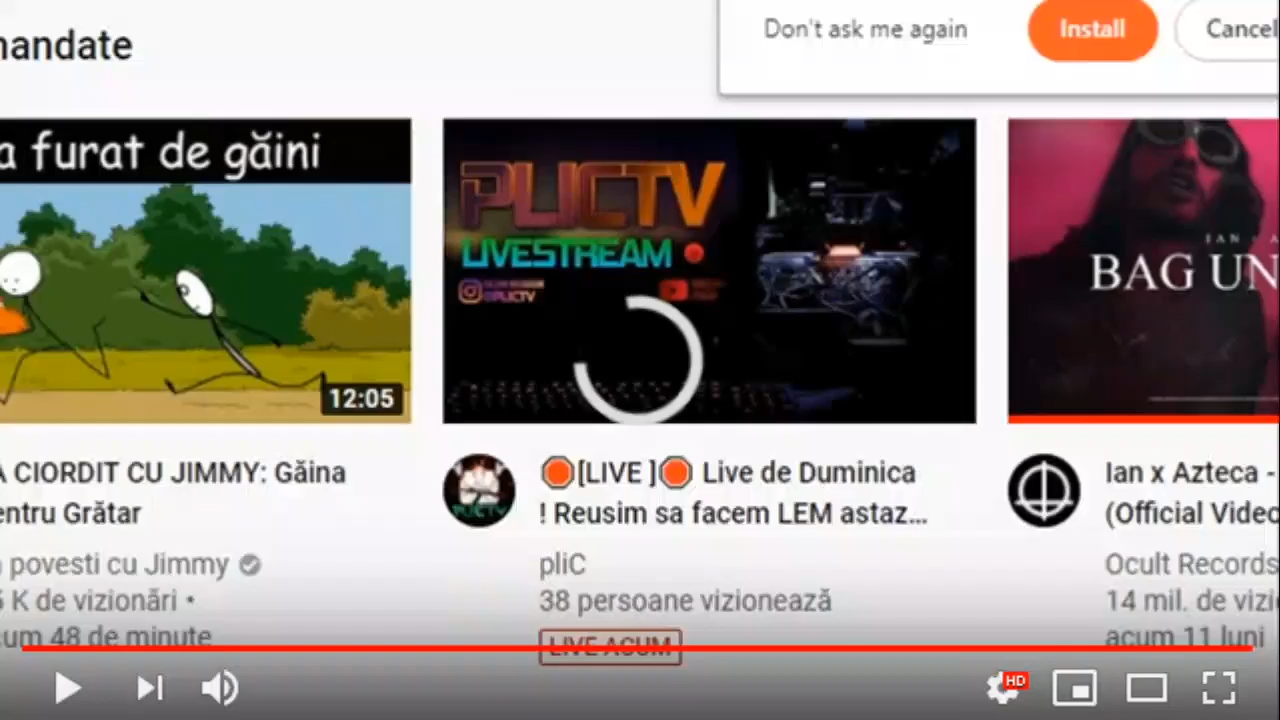 mandate
Don't ask me again
Install
Cancel
a furat de găini
12:05
PLICTV
LIVESTREAM
@PLICTV
IAN
BAG UN
A CIORDIT CU JIMMY: Găina
entru Grătar
povesti cu Jimmy
K de vizionări •
cum 48 de minute
[LIVE ] Live de Duminica
! Reusim sa facem LEM astaz...
pliC
38 persoane vizionează
LIVE ACUM
Ian x Azteca -
(Official Video
Ocult Records
14 mil. de vizi
acum 11 luni
HD